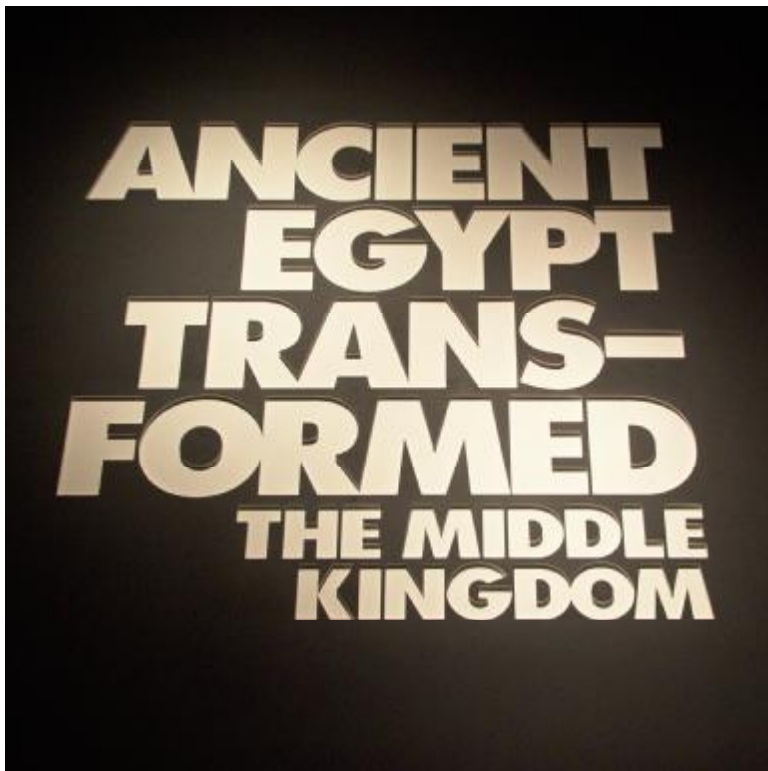 ANCIENT
EGYPT
TRANS–
FORMED
THE MIDDLE
KINGDOM